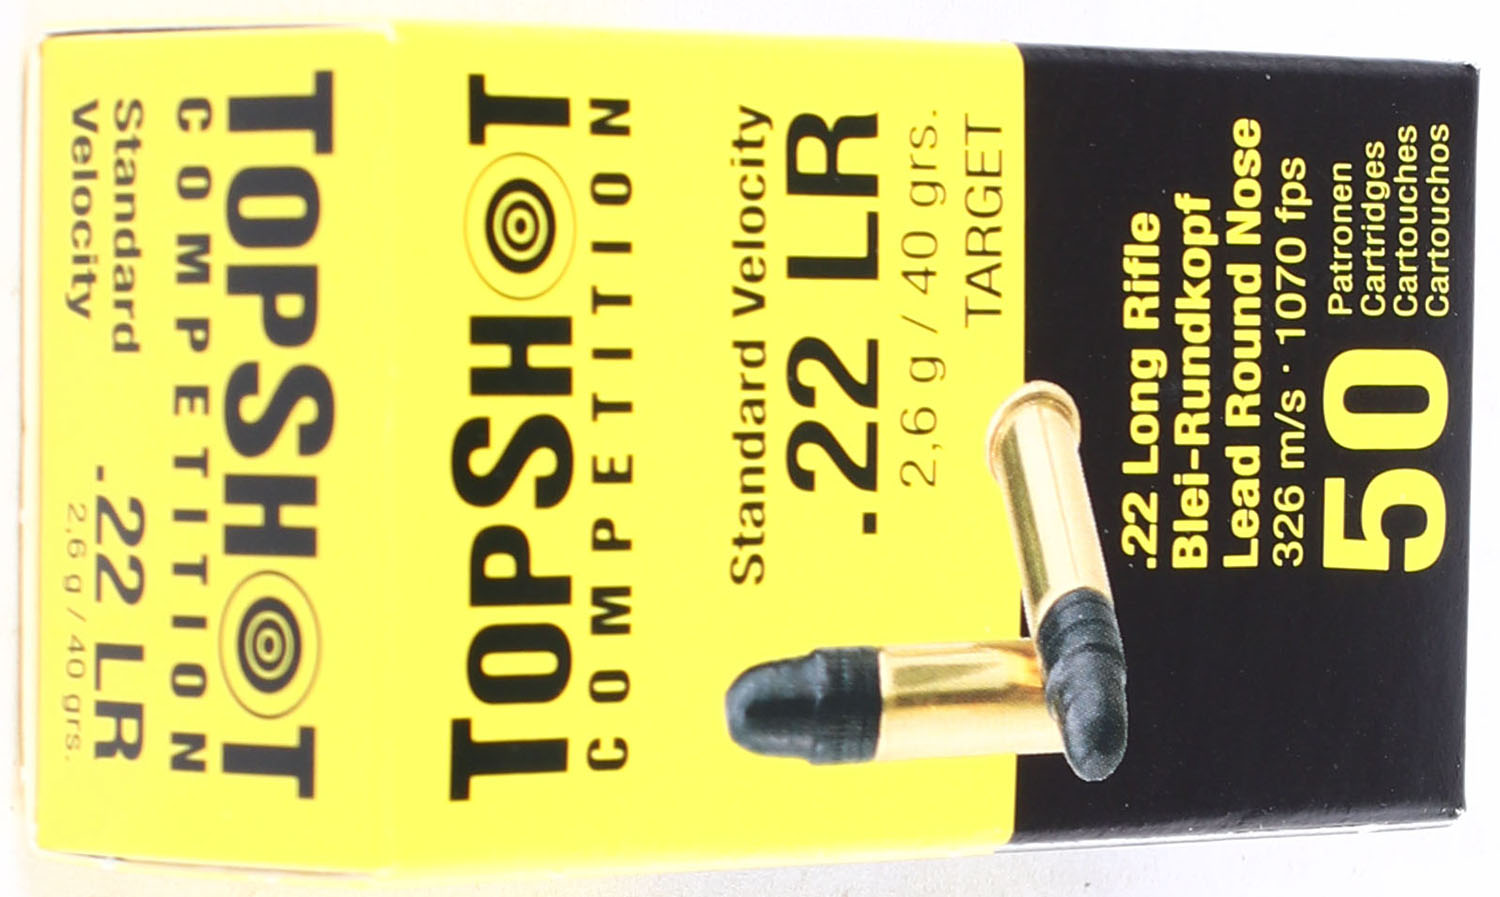 TOPSHOT
COMPETITION
Standard
Velocity
.22 LR
2,6 g / 40 grs.
TOPSHOT
COMPETITION
Standard Velocity
.22 LR
2,6 g / 40 grs.
TARGET
.22 Long Rifle
Blei-Rundkopf
Lead Round Nose
326 m/s · 1070 fps
50
Patronen
Cartridges
Cartouches
Cartouchos